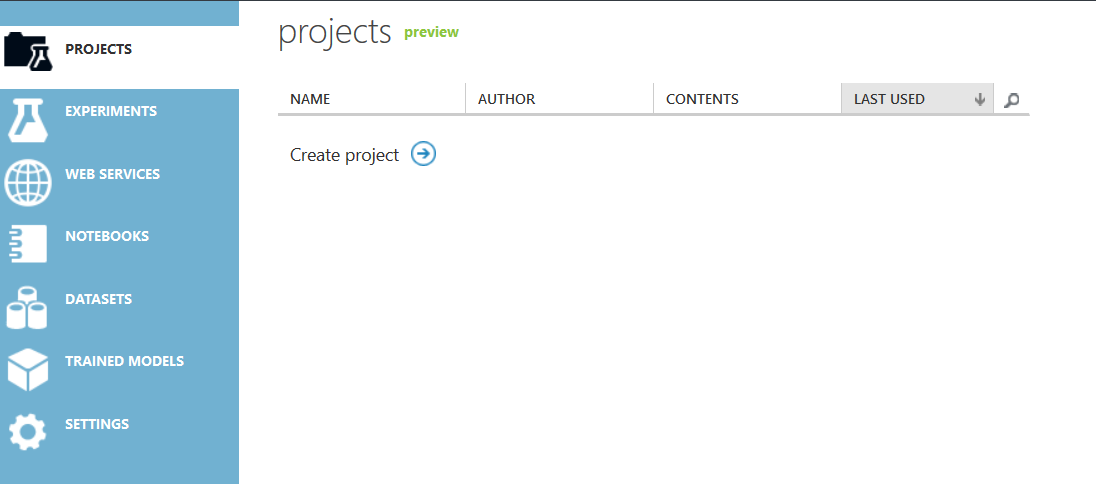 PROJECTS
EXPERIMENTS
WEB SERVICES
NOTEBOOKS
DATASETS
TRAINED MODELS
SETTINGS
projects preview
NAME AUTHOR CONTENTS LAST USED
Create project